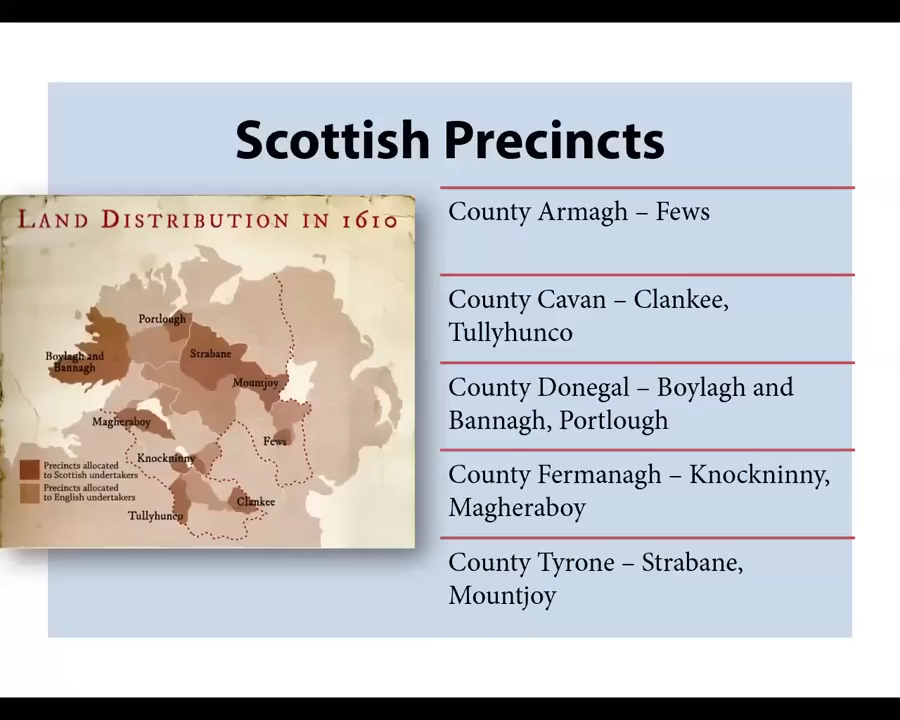 Scottish Precincts
LAND DISTRIBUTION IN 1610
Portlough
Boylagh and
Bannagh
Strabane
Mountjoy
Magheraboy
Fews
Knockninny
Precincts allocated
to Scottish undertakers
Precincts allocated
to English undertakers
Clankee
Tullyhunco
County Armagh – Fews
County Cavan – Clankee,
Tullyhunco
County Donegal – Boylagh and
Bannagh, Portlough
County Fermanagh – Knockninny,
Magheraboy
County Tyrone – Strabane,
Mountjoy